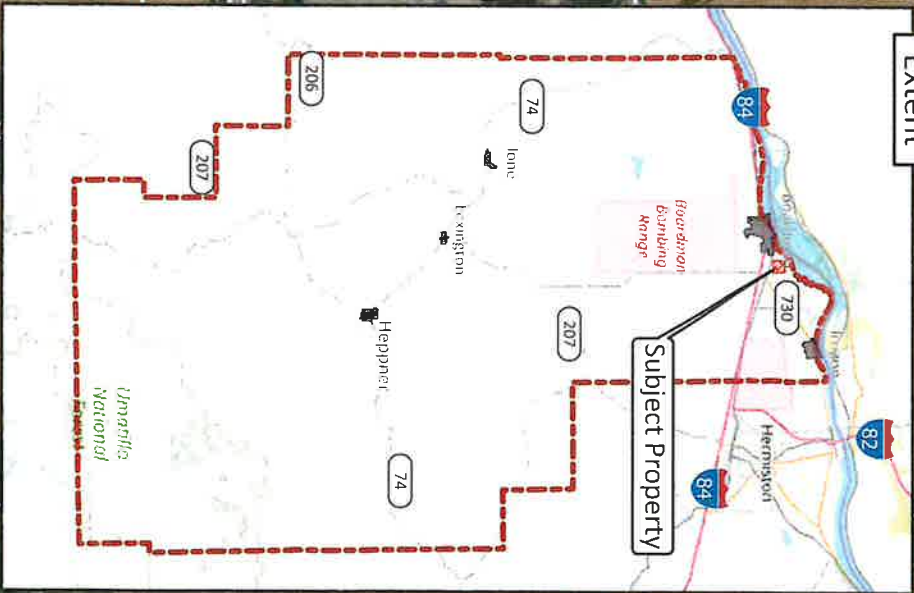 Extent
84
82
730
Hermiston
84
Subject Property
Boardman
Bombing
Range
207
74
Ione
Lexington
Heppner
206
74
207
Umatilla
National